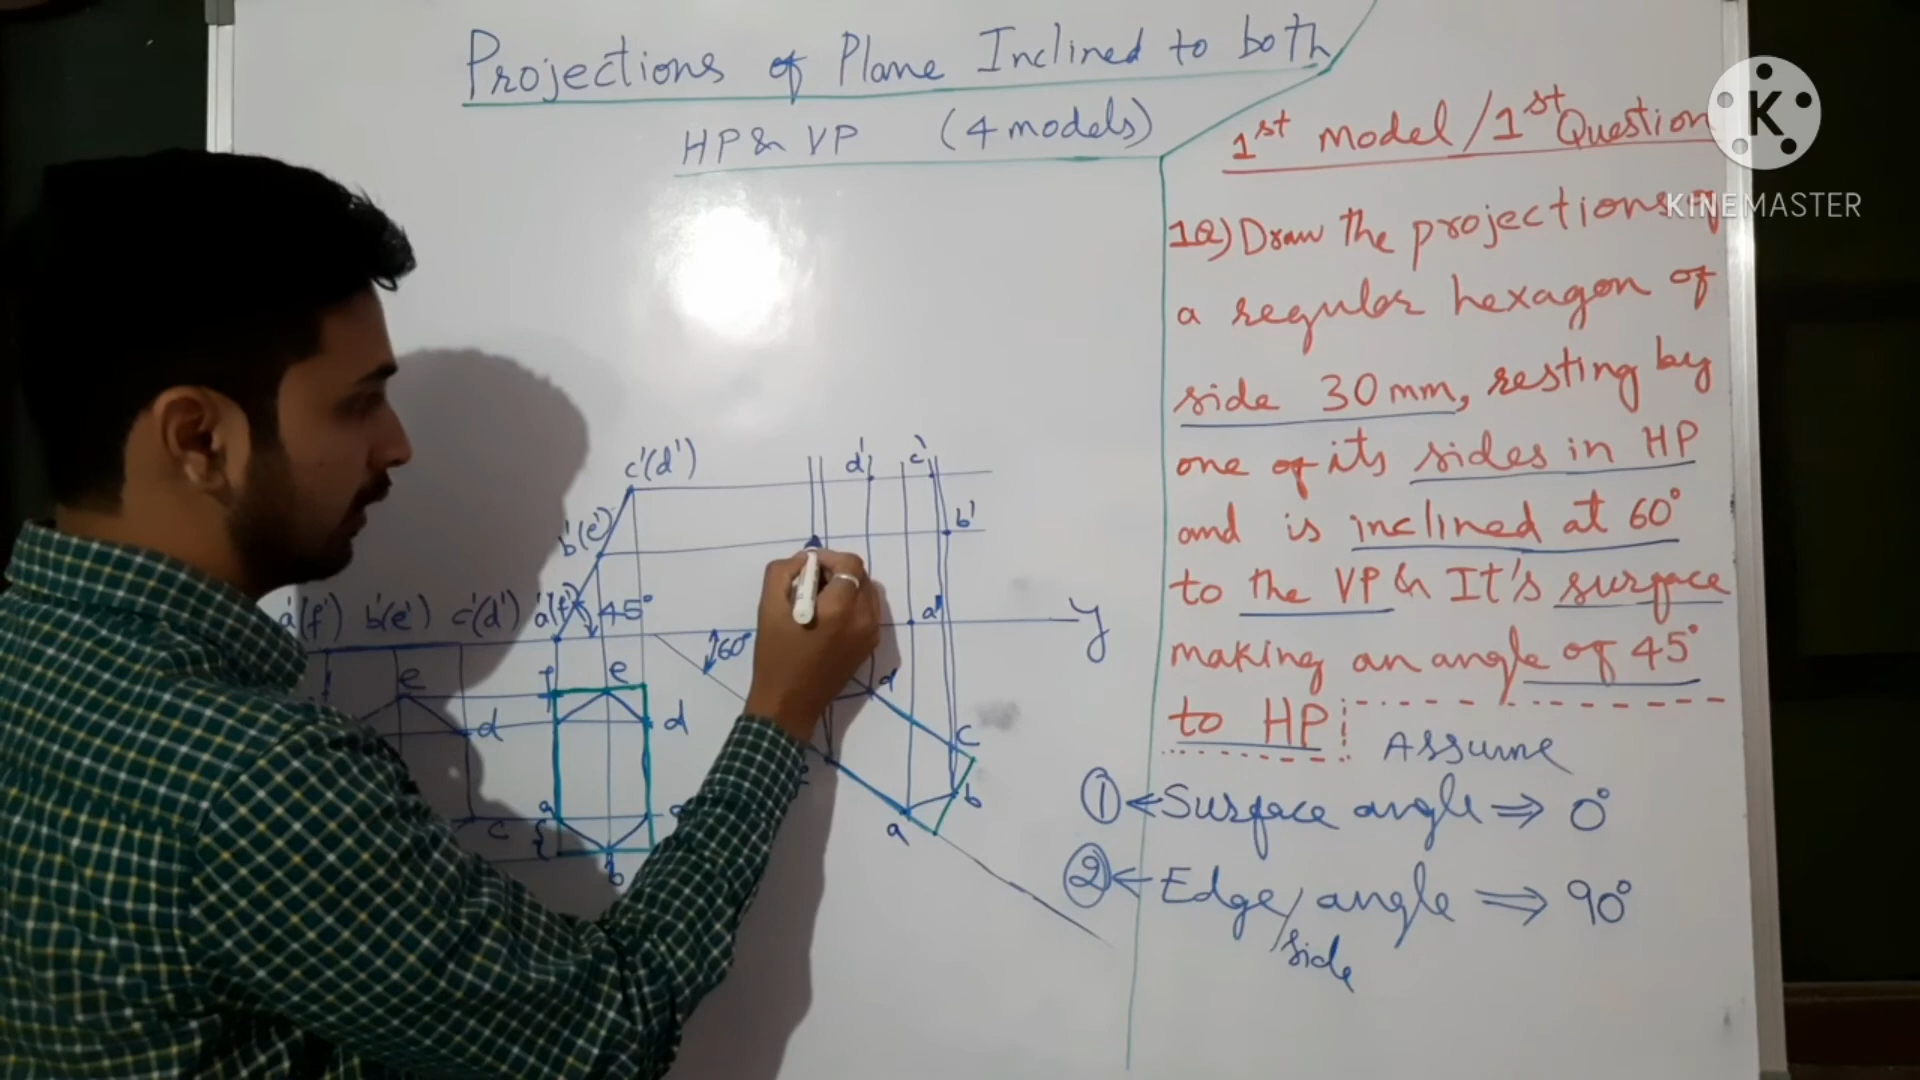 Projections of Plane Inclined to both
HP & VP (4 models)
1st model/1st Question
K
KINEMASTER
1Q) Draw the projections of
a regular hexagon of
side 30 mm, resting by
one of its sides in HP
and is inclined at 60°
to the VP & It's surface
making an angle of 45°
to HP
Assume
① ← Surface angle ⇒ 0°
② ← Edge/side angle ⇒ 90°
c'(d')
d' c'
b'(e')
b'
a'(f') b'(e') c'(d') a'(f') 45°
a' y
60°
e f e
d d d
c
a
c b
b a